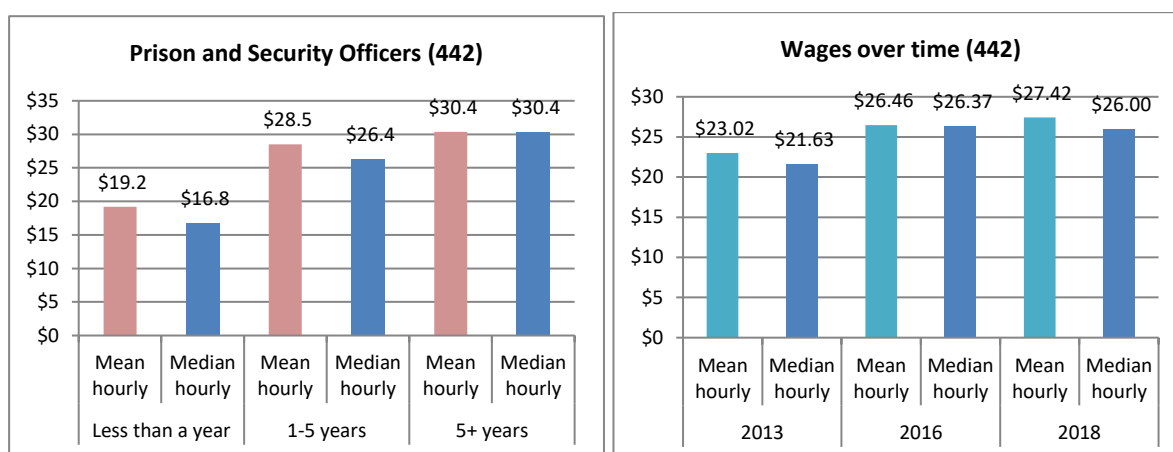 Prison and Security Officers (442)
$35
$30
$25
$20
$15
$10
$5
$0
$19.2
$16.8
$28.5
$26.4
$30.4
$30.4
Mean hourly
Median hourly
Mean hourly
Median hourly
Mean hourly
Median hourly
Less than a year
1-5 years
5+ years
Wages over time (442)
$30
$25
$20
$15
$10
$5
$0
$23.02
$21.63
$26.46
$26.37
$27.42
$26.00
Mean hourly
Median hourly
Mean hourly
Median hourly
Mean hourly
Median hourly
2013
2016
2018